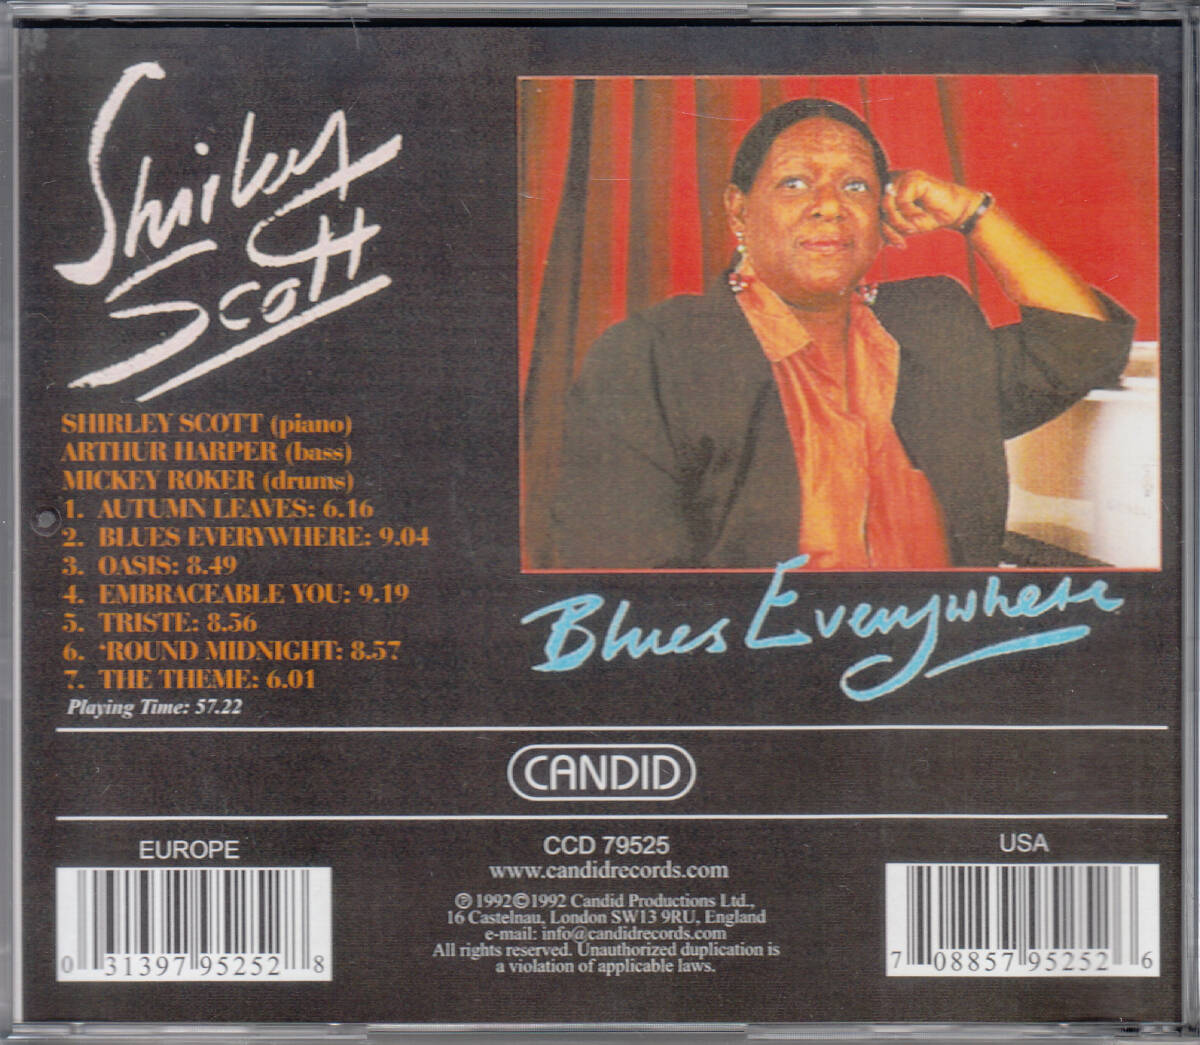 Shirley
Scott
SHIRLEY SCOTT (piano)
ARTHUR HARPER (bass)
MICKEY ROKER (drums)
1. AUTUMN LEAVES: 6.16
2. BLUES EVERYWHERE: 9.04
3. OASIS: 8.49
4. EMBRACEABLE YOU: 9.19
5. TRISTE: 8.56
6. ‘ROUND MIDNIGHT: 8.57
7. THE THEME: 6.01
Playing Time: 57.22
Blues Everywhere
CANDID
EUROPE
0 31397 95252 8
CCD 79525
www.candidrecords.com
℗ 1992©1992 Candid Productions Ltd.,
16 Castelnau, London SW13 9RU, England
e-mail: info@candidrecords.com
All rights reserved. Unauthorized duplication is
a violation of applicable laws.
USA
7 08857 95252 6